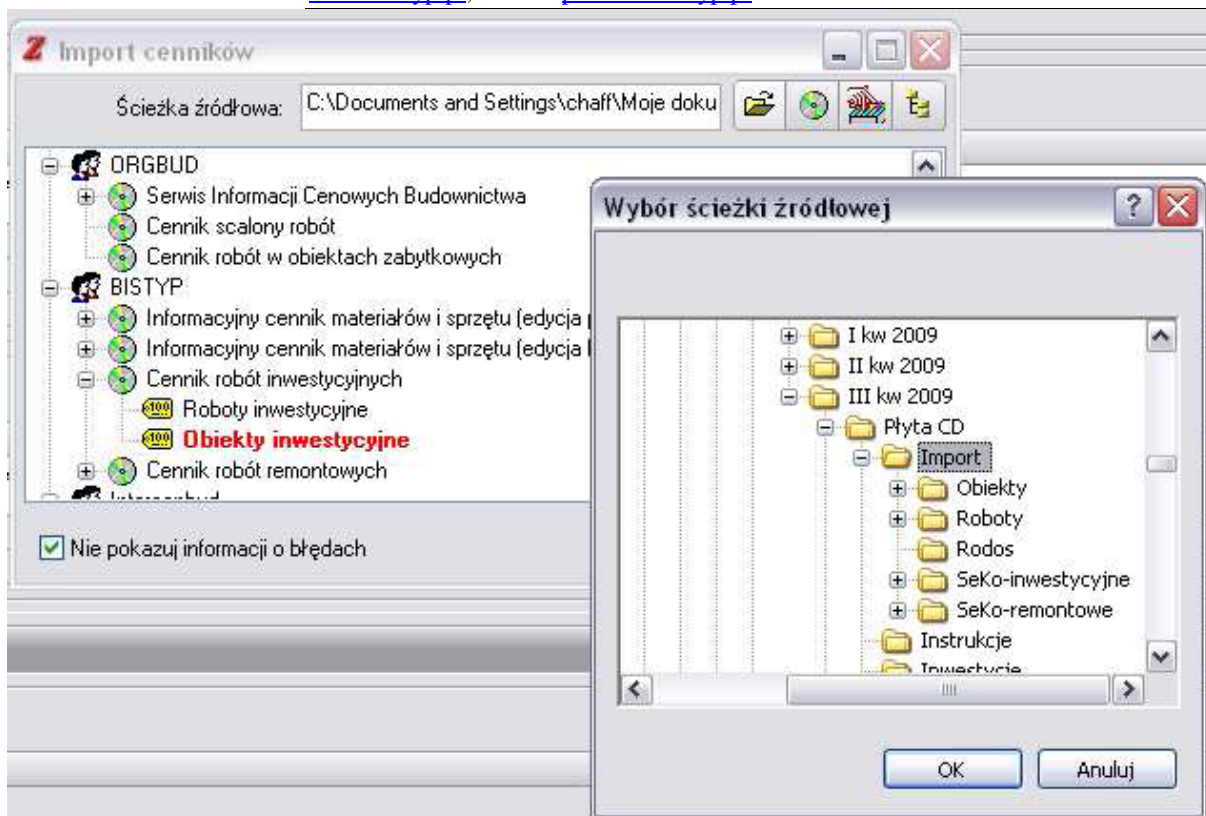 Import cenników
Ścieżka źródłowa:
C:\Documents and Settings\chaff\Moje doku
ORGBUD
Serwis Informacji Cenowych Budownictwa
Cennik scalony robót
Cennik robót w obiektach zabytkowych
BISTYP
Informacyjny cennik materiałów i sprzętu (edycja
Informacyjny cennik materiałów i sprzętu (edycja
Cennik robót inwestycyjnych
Roboty inwestycyjne
Obiekty inwestycyjne
Cennik robót remontowych
Nie pokazuj informacji o błędach
Wybór ścieżki źródłowej
I kw 2009
II kw 2009
III kw 2009
Płyta CD
Import
Obiekty
Roboty
Rodos
SeKo-inwestycyjne
SeKo-remontowe
Instrukcje
OK
Anuluj